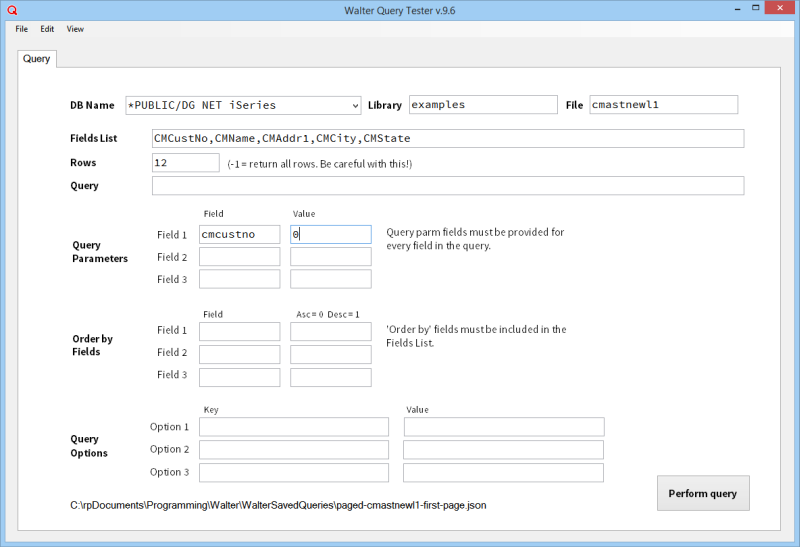 Walter Query Tester v.9.6
File Edit View
Query
DB Name *PUBLIC/DG NET iSeries Library examples File cmastnewl1
Fields List CMCustNo,CMName,CMAddr1,CMCity,CMState
Rows 12 (-1 = return all rows. Be careful with this!)
Query
Field Value
Query Parameters
Field 1 cmcustno 0
Field 2
Field 3
Query parm fields must be provided for
every field in the query.
Field Asc = 0 Desc = 1
Order by
Fields
Field 1
Field 2
Field 3
'Order by' fields must be included in the
Fields List.
Key Value
Query
Options
Option 1
Option 2
Option 3
Perform query
C:\rpDocuments\Programming\Walter\WalterSavedQueries\paged-cmastnewl1-first-page.json